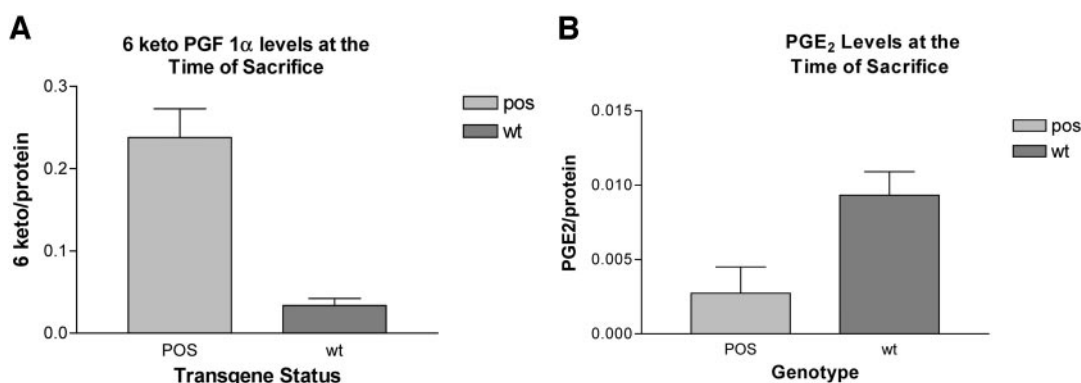 A
6 keto PGF 1α levels at the
Time of Sacrifice
0.3
0.2
0.1
0.0
6 keto/protein
POS
wt
Transgene Status
pos
wt
B
PGE₂ Levels at the
Time of Sacrifice
0.015
0.010
0.005
0.000
PGE2/protein
POS
wt
Genotype
pos
wt